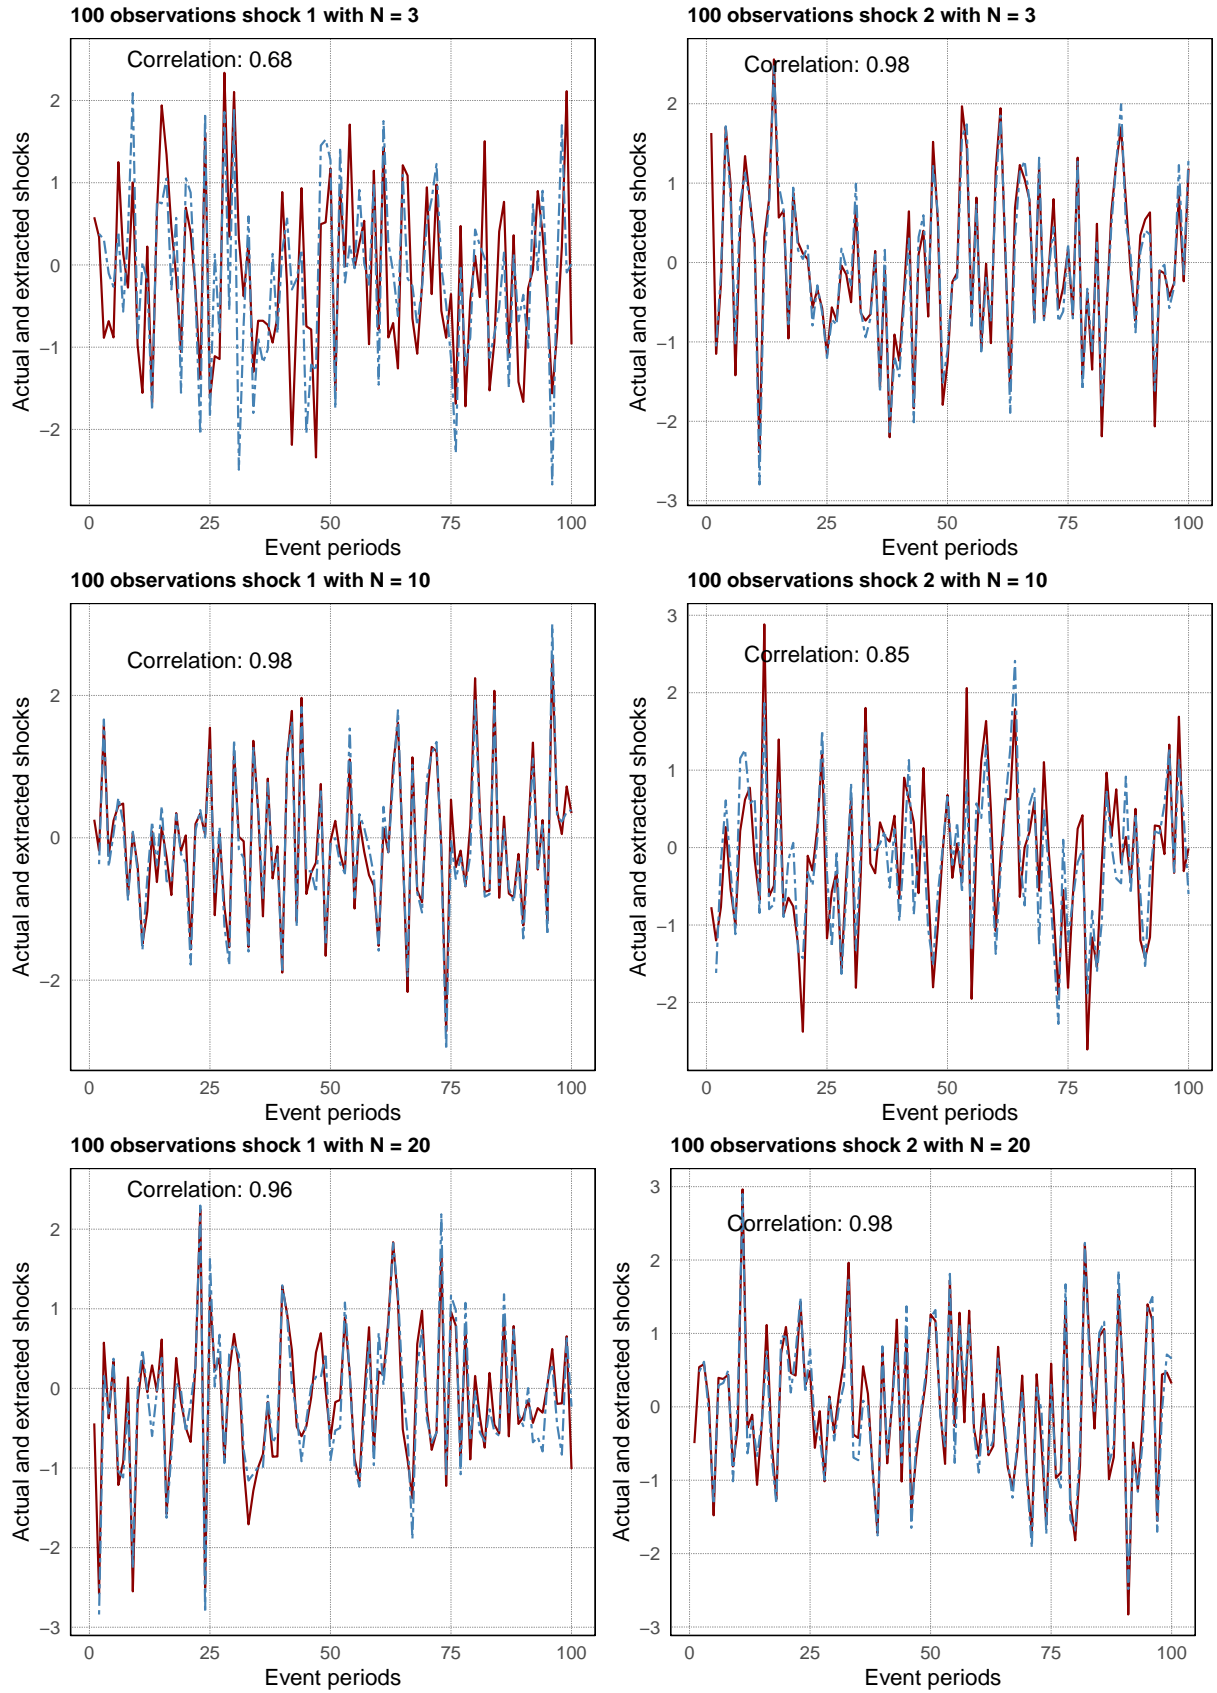 100 observations shock 1 with N = 3
Correlation: 0.68
Actual and extracted shocks
2
1
0
−1
−2
0 25 50 75 100
Event periods
100 observations shock 2 with N = 3
Correlation: 0.98
Actual and extracted shocks
2
1
0
−1
−2
−3
0 25 50 75 100
Event periods
100 observations shock 1 with N = 10
Correlation: 0.98
Actual and extracted shocks
2
0
−2
0 25 50 75 100
Event periods
100 observations shock 2 with N = 10
Correlation: 0.85
Actual and extracted shocks
3
2
1
0
−1
−2
0 25 50 75 100
Event periods
100 observations shock 1 with N = 20
Correlation: 0.96
Actual and extracted shocks
2
1
0
−1
−2
−3
0 25 50 75 100
Event periods
100 observations shock 2 with N = 20
Correlation: 0.98
Actual and extracted shocks
3
2
1
0
−1
−2
−3
0 25 50 75 100
Event periods